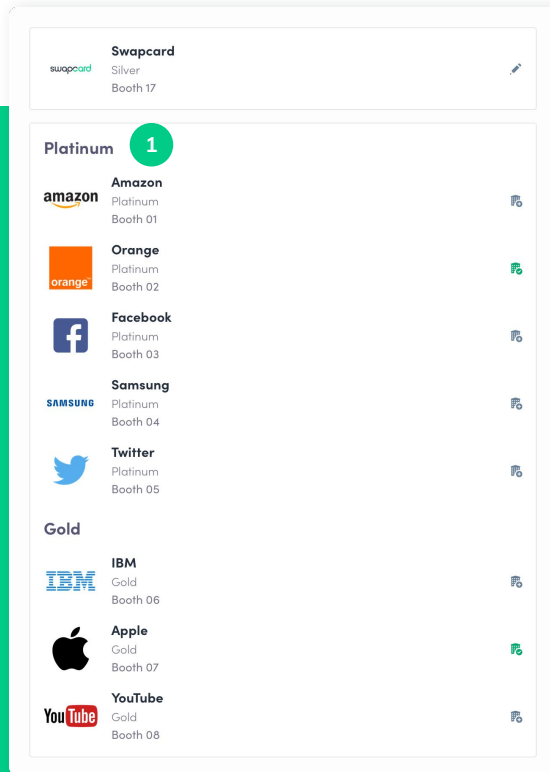 swapcard
Swapcard
Silver
Booth 17
Platinum
1
amazon
Amazon
Platinum
Booth 01
orange™
Orange
Platinum
Booth 02
f
Facebook
Platinum
Booth 03
SAMSUNG
Samsung
Platinum
Booth 04
Twitter
Platinum
Booth 05
Gold
IBM
IBM
Gold
Booth 06
Apple
Gold
Booth 07
YouTube
YouTube
Gold
Booth 08